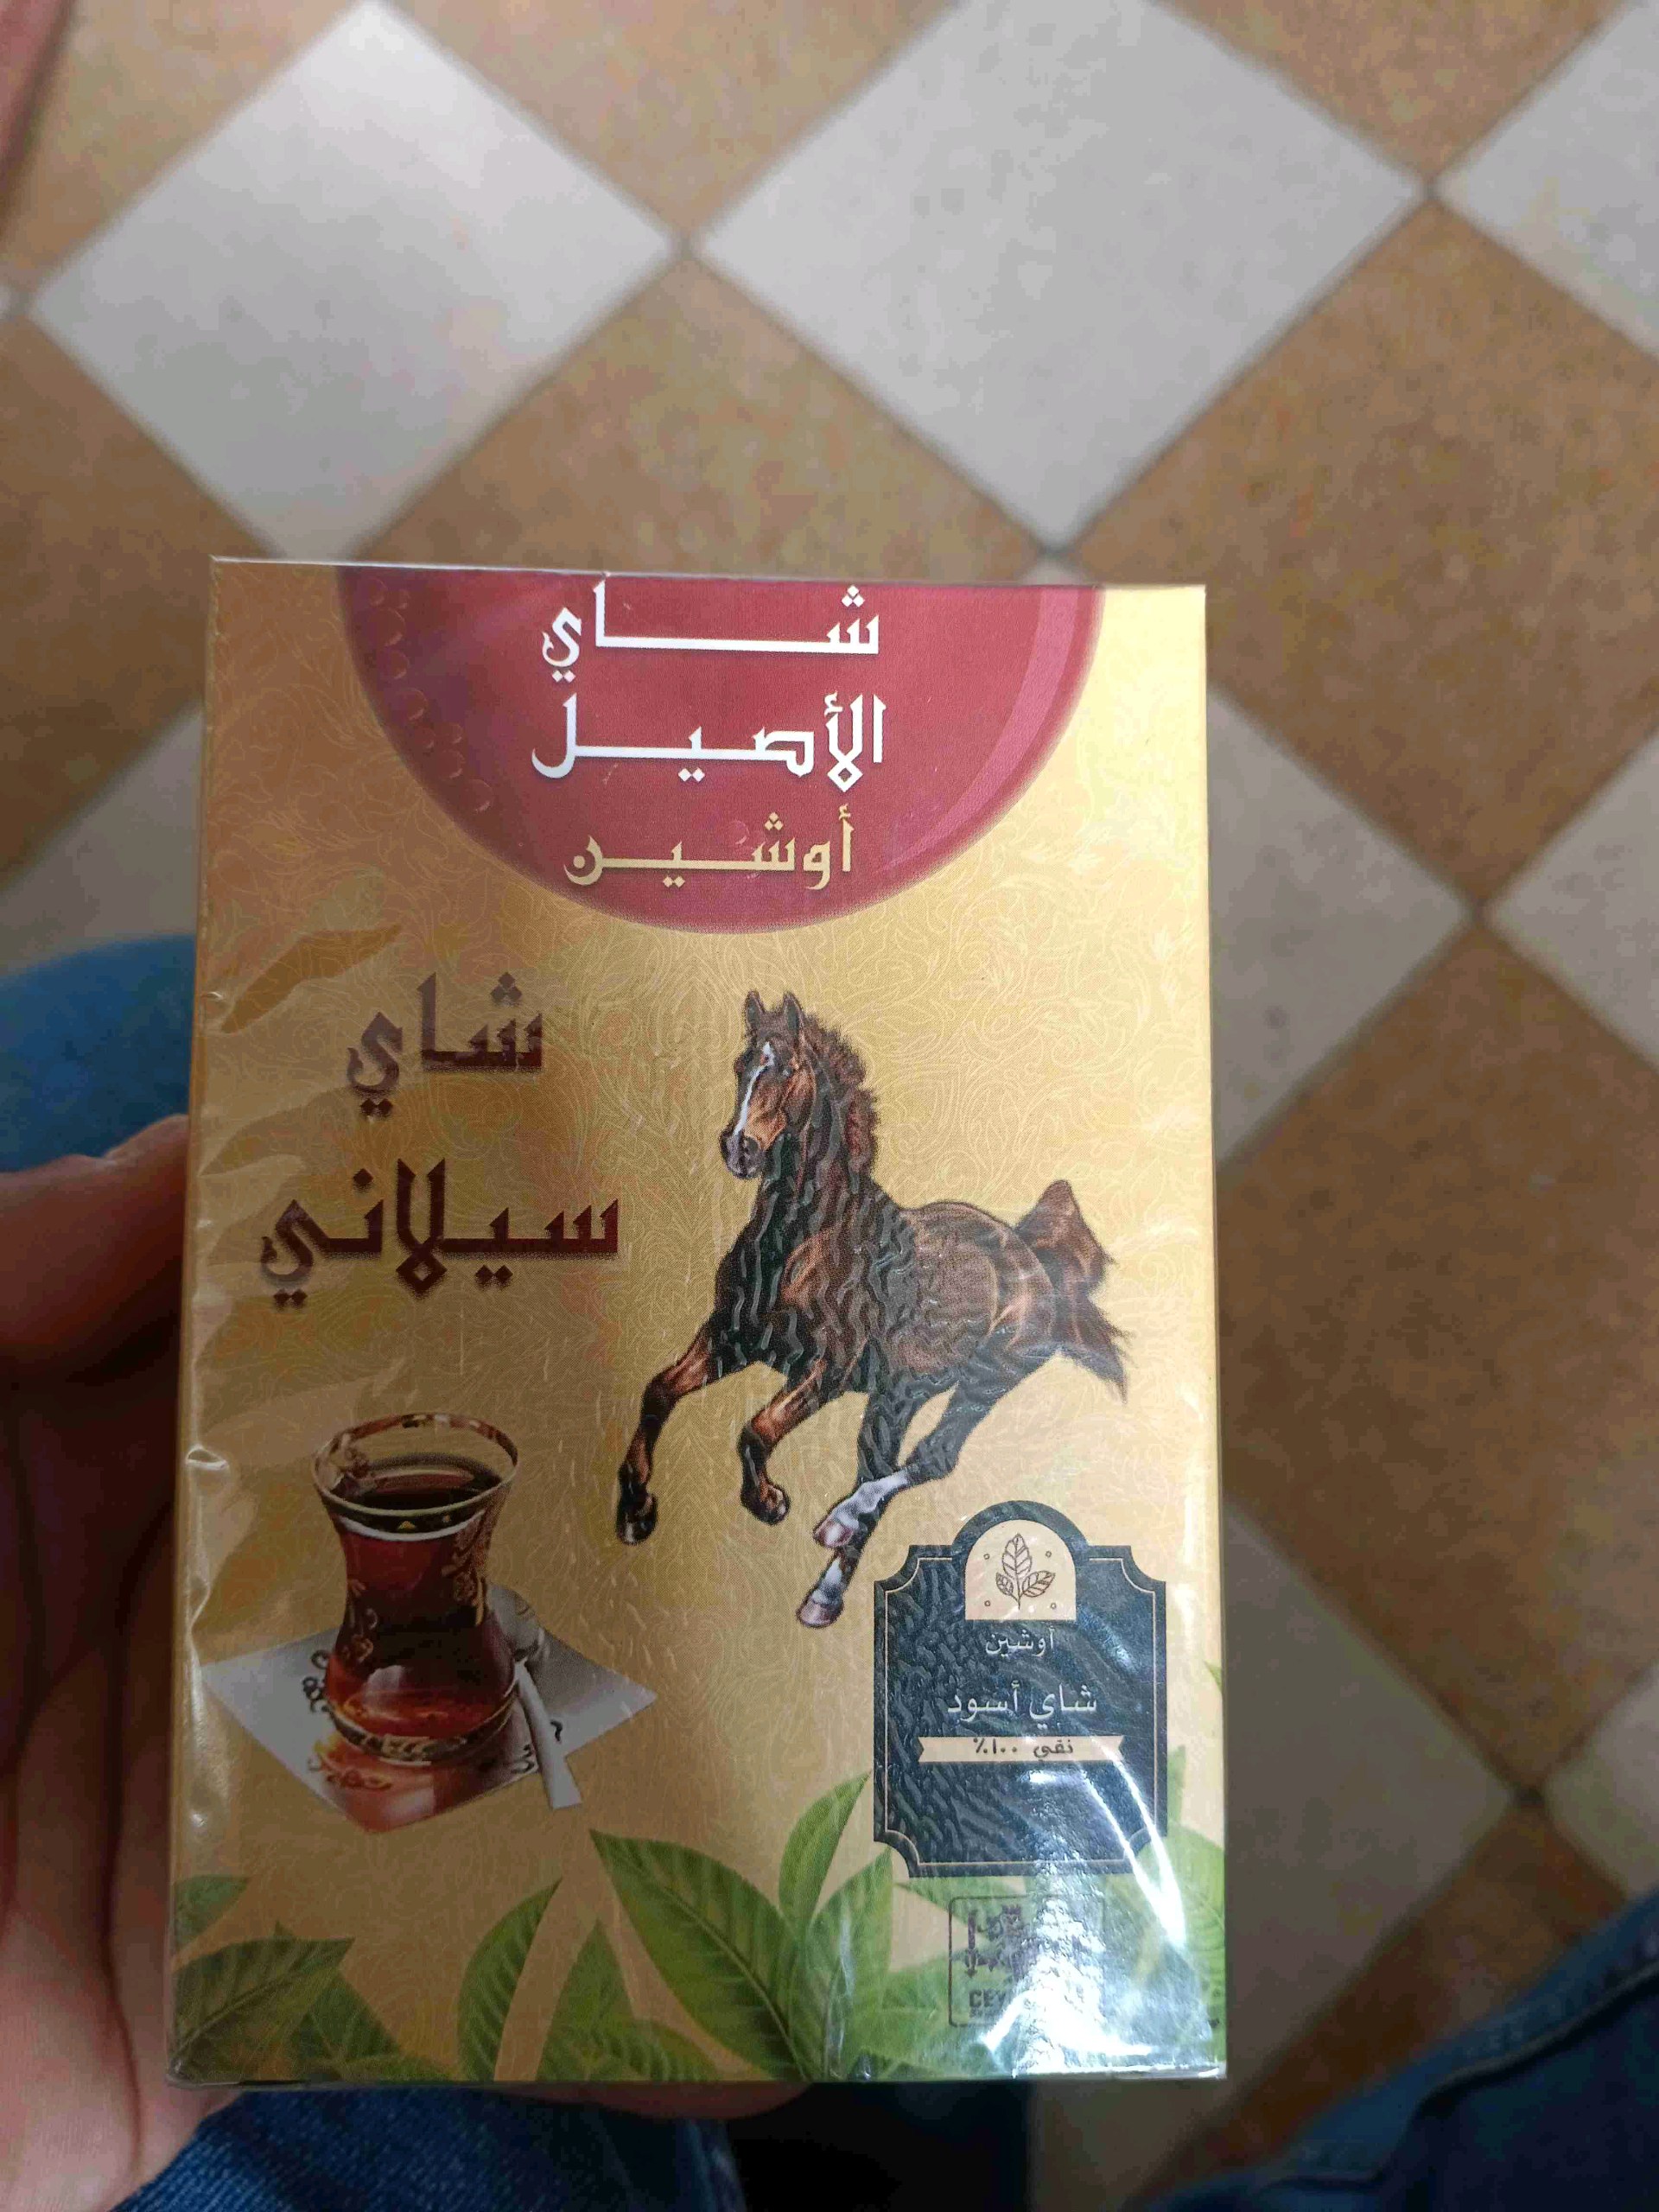 شاي
الأصيل
أوشين
شاي
سيلاني
أوشين
شاي أسود
نقي ١٠٠٪